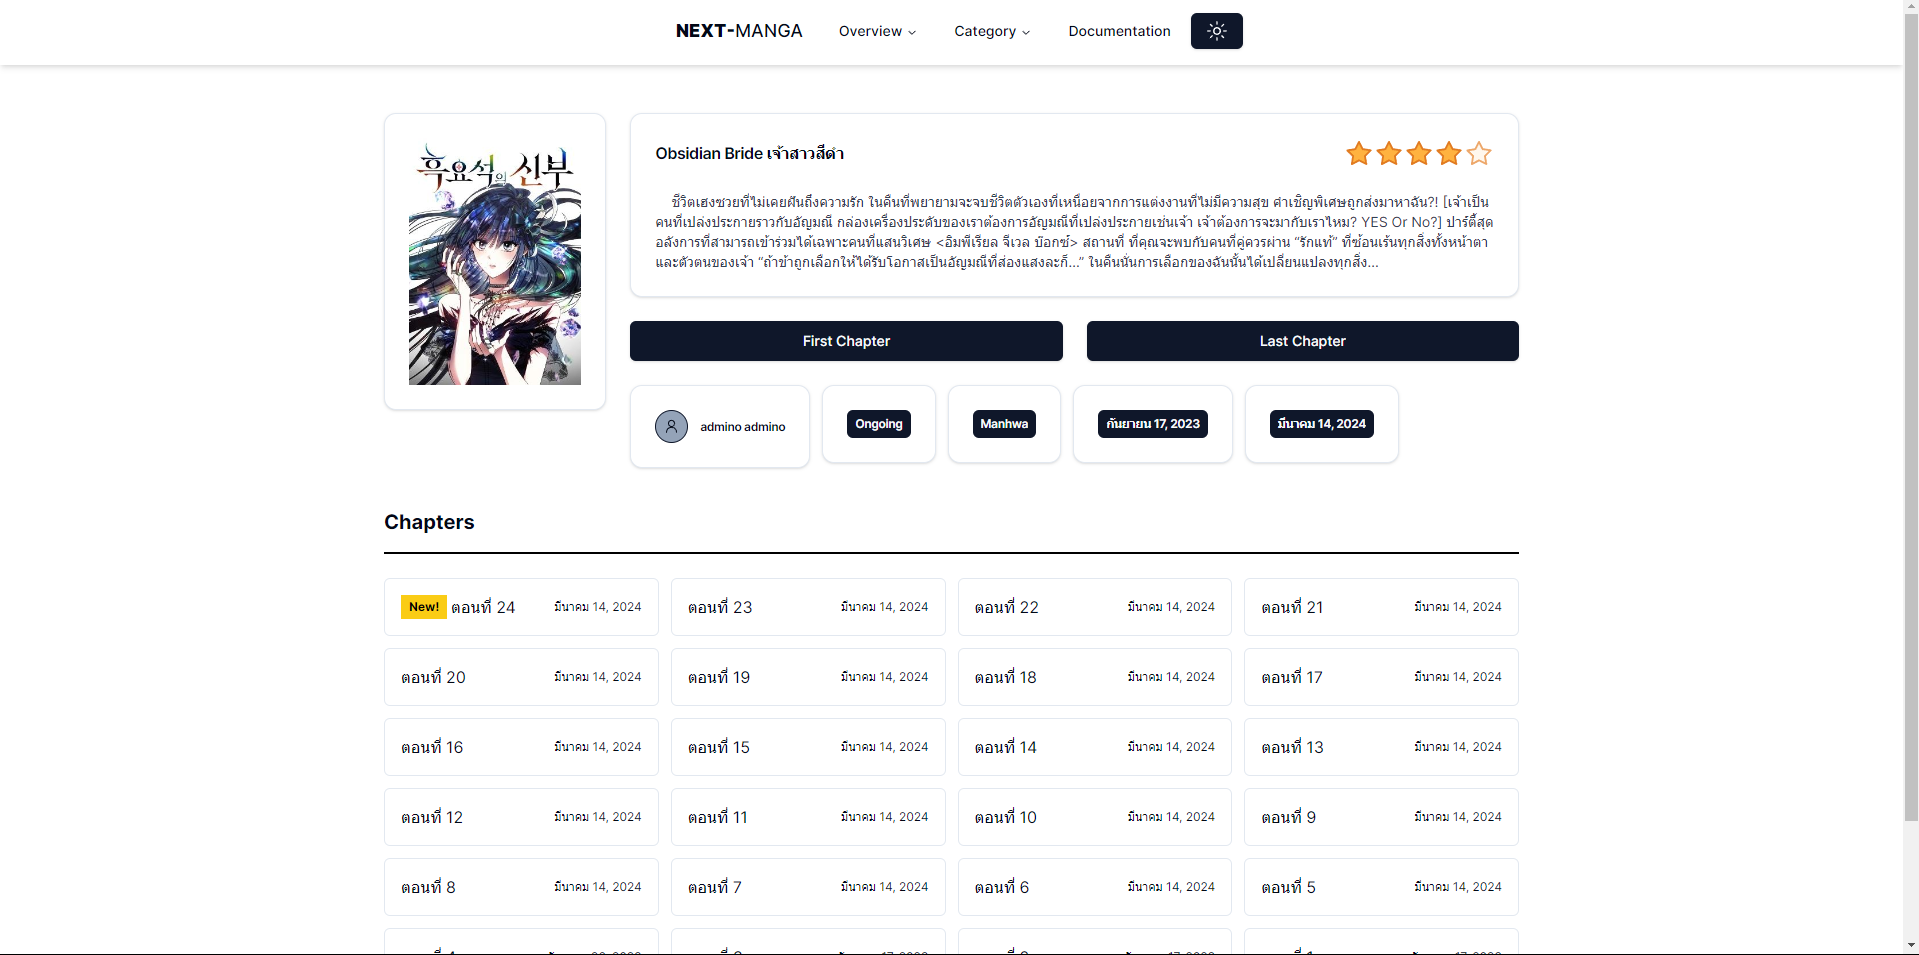 NEXT-MANGA Overview Category Documentation
흑요석의 신부
Obsidian Bride เจ้าสาวสีดำ
ชีวิตเฮงซวยที่ไม่เคยฝันถึงความรัก ในคืนที่พยายามจะจบชีวิตตัวเองที่เหนื่อยจากการแต่งงานที่ไม่มีความสุข คำเชิญพิเศษถูกส่งมาหาฉัน?! [เจ้าเป็น
คนที่เปล่งประกายราวกับอัญมณี กล่องเครื่องประดับของเราต้องการอัญมณีที่เปล่งประกายเช่นเจ้า เจ้าต้องการจะมากับเราไหม? YES Or No?] ปาร์ตี้สุด
อลังการที่สามารถเข้าร่วมได้เฉพาะคนที่แสนวิเศษ <อิมพีเรียล จีเวล บ๊อกซ์> สถานที่ ที่คุณจะพบกับคนที่คู่ควรผ่าน “รักแท้” ที่ซ้อนเร้นทุกสิ่งทั้งหน้าตา
และตัวตนของเจ้า “ถ้าข้าถูกเลือกให้ได้รับโอกาสเป็นอัญมณีที่ส่องแสงละก็…” ในคืนนั่นการเลือกของฉันนั้นได้เปลี่ยนแปลงทุกสิ่ง…
First Chapter Last Chapter
admino admino Ongoing Manhwa กันยายน 17, 2023 มีนาคม 14, 2024
Chapters
New! ตอนที่ 24 มีนาคม 14, 2024 ตอนที่ 23 มีนาคม 14, 2024 ตอนที่ 22 มีนาคม 14, 2024 ตอนที่ 21 มีนาคม 14, 2024
ตอนที่ 20 มีนาคม 14, 2024 ตอนที่ 19 มีนาคม 14, 2024 ตอนที่ 18 มีนาคม 14, 2024 ตอนที่ 17 มีนาคม 14, 2024
ตอนที่ 16 มีนาคม 14, 2024 ตอนที่ 15 มีนาคม 14, 2024 ตอนที่ 14 มีนาคม 14, 2024 ตอนที่ 13 มีนาคม 14, 2024
ตอนที่ 12 มีนาคม 14, 2024 ตอนที่ 11 มีนาคม 14, 2024 ตอนที่ 10 มีนาคม 14, 2024 ตอนที่ 9 มีนาคม 14, 2024
ตอนที่ 8 มีนาคม 14, 2024 ตอนที่ 7 มีนาคม 14, 2024 ตอนที่ 6 มีนาคม 14, 2024 ตอนที่ 5 มีนาคม 14, 2024